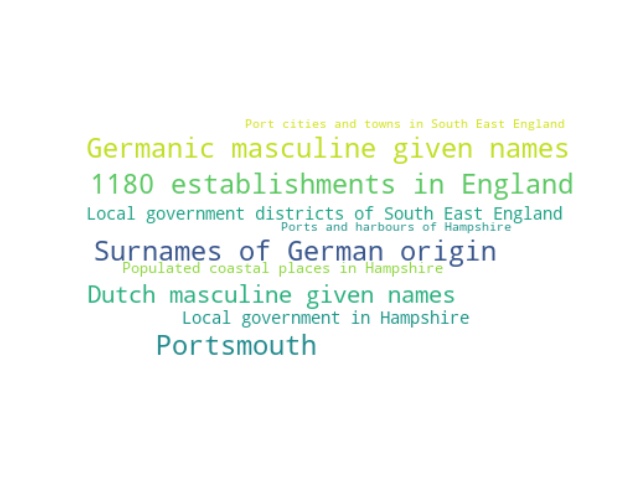 Port cities and towns in South East England
Germanic masculine given names
1180 establishments in England
Local government districts of South East England
Ports and harbours of Hampshire
Surnames of German origin
Populated coastal places in Hampshire
Dutch masculine given names
Local government in Hampshire
Portsmouth